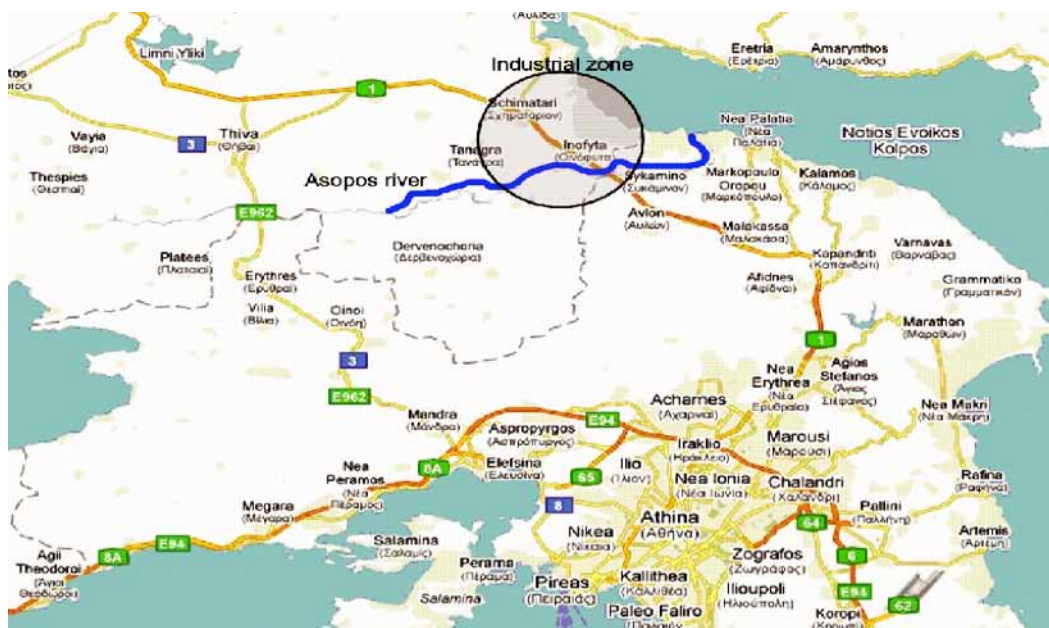 (Αυλίδα)
Limni Yliki
Eretria
(Ερέτρια)
Amarynthos
(Αμάρυνθος)
Industrial zone
1
Schimatari
(Σχηματάριον)
Vayia
(Βάγια)
3
Thiva
(Θήβαι)
Nea Palatia
(Νέα
Παλάτια)
Notios Evoikos
Kolpos
Tanagra
(Τανάγρα)
Inofyta
(Οινόφυτα)
Thespies
(Θεσπιαί)
Asopos river
Sykamino
(Συκάμινον)
Markopoulo
Oropou
(Μαρκόπουλο)
Kalamos
(Κάλαμος)
E962
Avlon
(Αυλών)
Malakassa
(Μαλακάσα)
Dervenochoria
(Δερβενοχώρια)
Platees
(Πλαταιαί)
Kapandriti
(Καπανδρίτι)
Varnavas
(Βαρνάβας)
Erythres
(Ερυθραί)
Afidnes
(Αφίδναι)
Grammatiko
(Γραμματικόν)
Vilia
(Βίλια)
Oinoi
(Οινόη)
Marathon
(Μαραθών)
1
3
Nea
Erythrea
(Νέα
Ερυθραία)
Agios
Stefanos
(Άγιος
Στέφανος)
E962
Acharnes
(Αχαρναί)
Nea Makri
(Νέα Μάκρη)
Mandra
(Μάνδρα)
Aspropyrgos
(Ασπρόπυργος)
E94
Iraklio
(Ηράκλειο)
Marousi
(Μαρούσι)
Elefsina
(Ελευσίνα)
8A
65
Ilio
(Ίλιον)
Nea Ionia
(Νέα Ιωνία)
Chalandri
(Χαλάνδρι)
Rafina
(Ραφήνα)
Nea
Peramos
(Νέα
Πέραμος)
Megara
(Μέγαρα)
8
Pallini
(Παλλήνη)
Athina
(Αθήνα)
64
Nikea
(Νίκαια)
Artemis
(Αρτέμη)
Salamina
(Σαλαμίς)
E94
8A
Agii
Theodoroi
(Άγιοι
Θεόδωροι)
Zografos
(Ζωγράφος)
6
Perama
(Πέραμα)
Pireas
(Πειραιάς)
Kallithea
(Καλλιθέα)
Ilioupoli
(Ηλιούπολη)
E94
62
Salamina
Paleo Faliro
Koropi